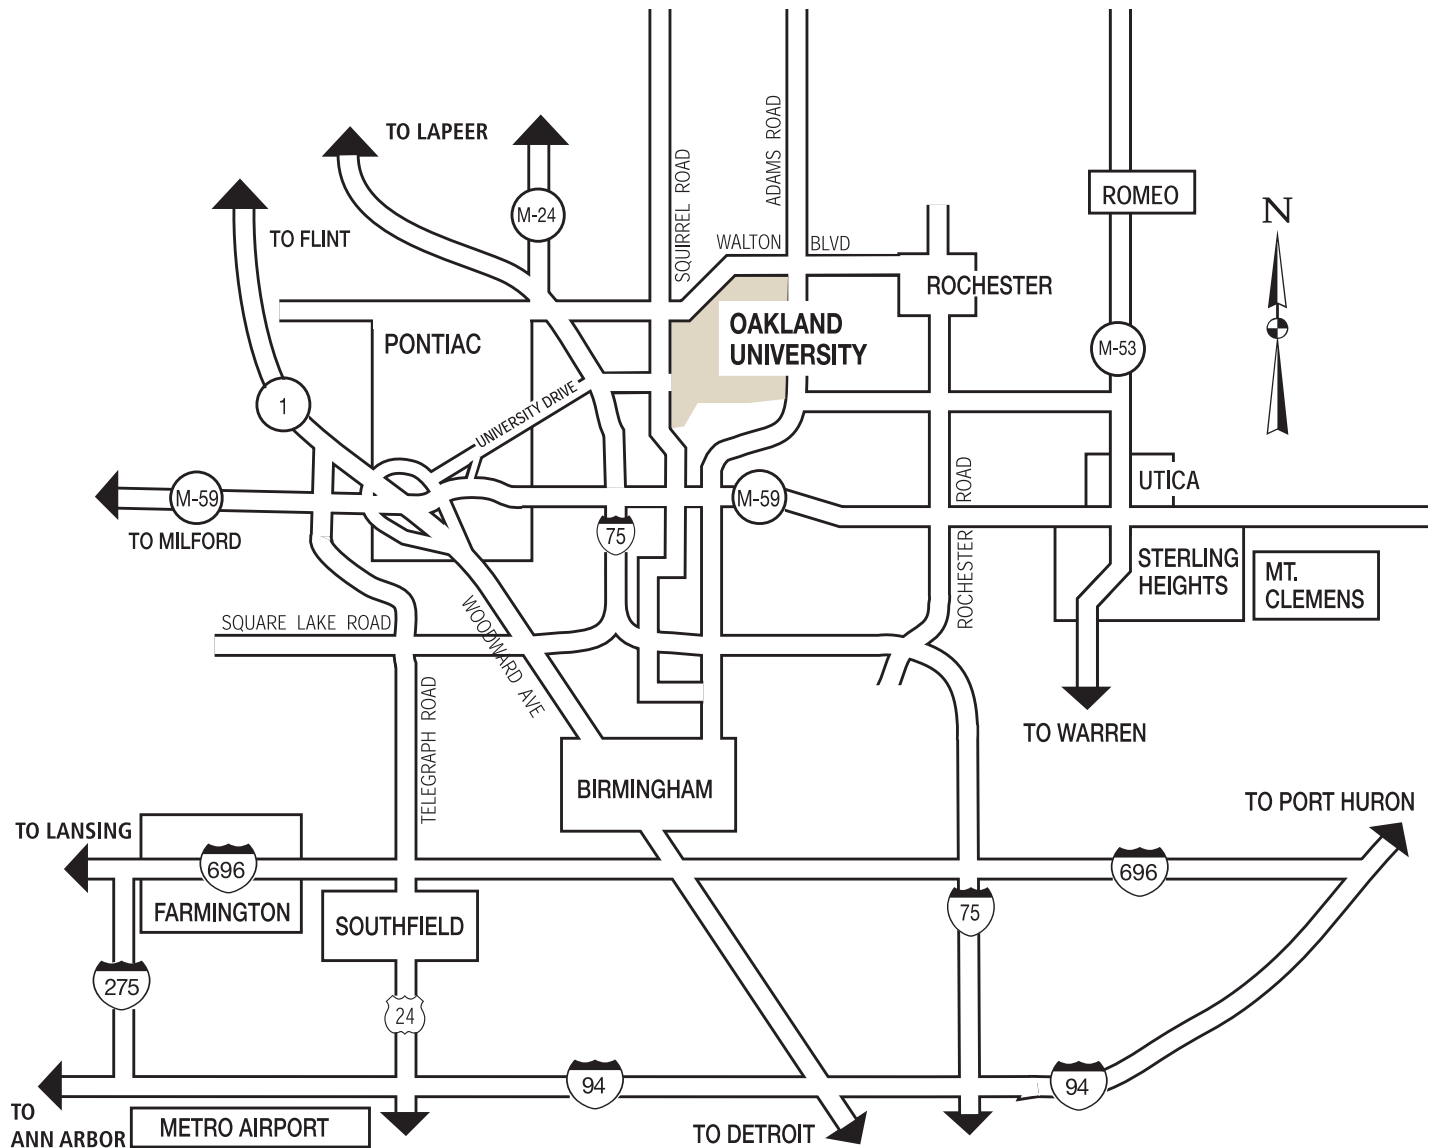 TO LAPEER
M-24
TO FLINT
SQUIRREL ROAD
ADAMS ROAD
WALTON BLVD
ROMEO
N
ROCHESTER
PONTIAC
OAKLAND
UNIVERSITY
M-53
1
UNIVERSITY DRIVE
M-59
TO MILFORD
M-59
75
ROCHESTER ROAD
UTICA
STERLING
HEIGHTS
MT.
CLEMENS
SQUARE LAKE ROAD
WOODWARD AVE
TELEGRAPH ROAD
TO WARREN
BIRMINGHAM
TO PORT HURON
TO LANSING
696
696
FARMINGTON
SOUTHFIELD
75
275
24
94
94
TO
ANN ARBOR
METRO AIRPORT
TO DETROIT